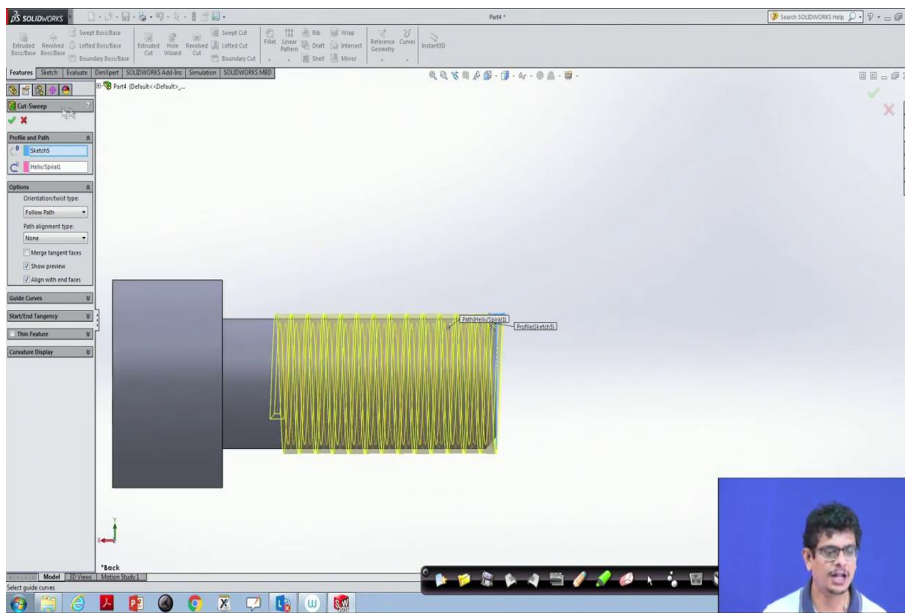 SOLIDWORKS
Part4 *
Search SOLIDWORKS Help
Extruded Boss/Base
Revolved Boss/Base
Swept Boss/Base
Lofted Boss/Base
Boundary Boss/Base
Extruded Cut
Hole Wizard
Revolved Cut
Swept Cut
Lofted Cut
Boundary Cut
Fillet
Linear Pattern
Rib
Draft
Shell
Wrap
Intersect
Mirror
Reference Geometry
Curves
Instant3D
Features Sketch Evaluate DimXpert SOLIDWORKS Add-Ins Simulation SOLIDWORKS MBD
Part4 (Default<<Default>_...
Cut-Sweep ?
Profile and Path
Sketch5
Helix/Spiral1
Options
Orientation/twist type:
Follow Path
Path alignment type:
None
Merge tangent faces
Show preview
Align with end faces
Guide Curves
Start/End Tangency
Thin Feature
Curvature Display
Path(Helix/Spiral1)
Profile(Sketch5)
Y
X
*Back
Model 3D Views Motion Study 1
Select guide curves